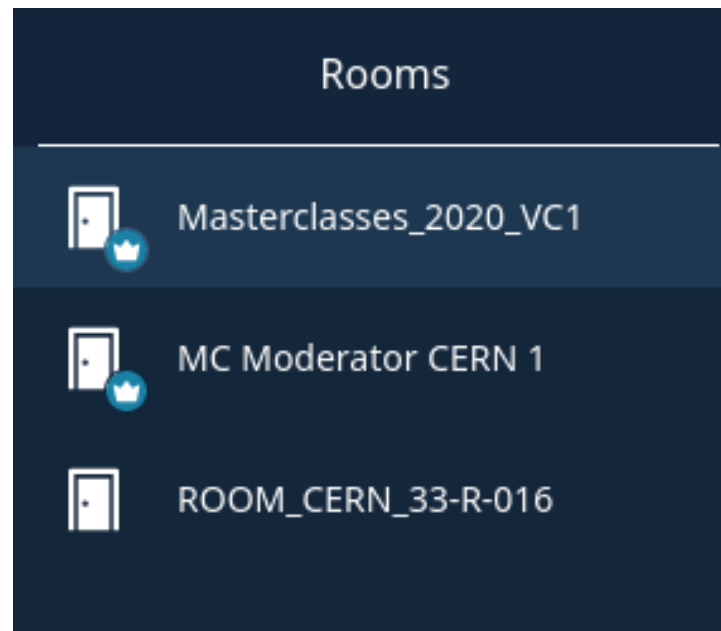 Rooms
Masterclasses_2020_VC1
MC Moderator CERN 1
ROOM_CERN_33-R-016